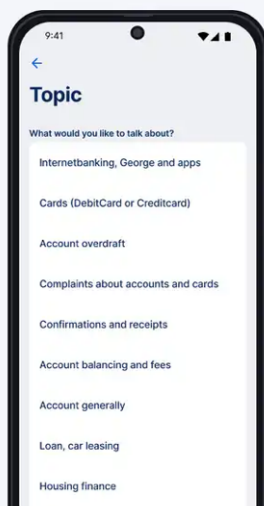 9:41
Topic
What would you like to talk about?
Internetbanking, George and apps
Cards (DebitCard or Creditcard)
Account overdraft
Complaints about accounts and cards
Confirmations and receipts
Account balancing and fees
Account generally
Loan, car leasing
Housing finance